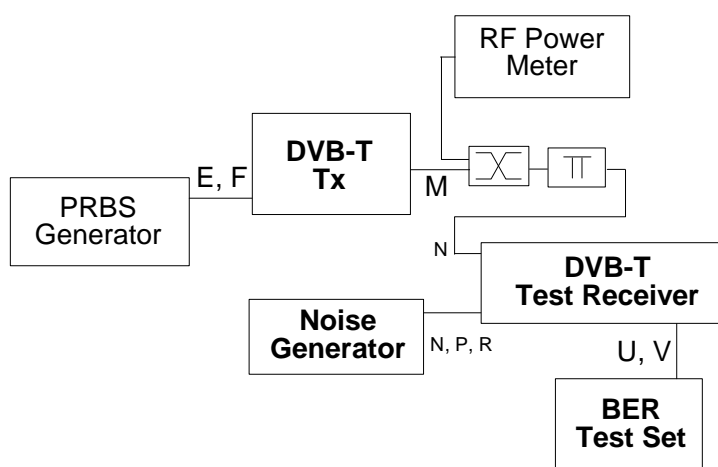 RF Power
Meter
DVB-T
Tx
E, F
M
PRBS
Generator
N
DVB-T
Test Receiver
Noise
Generator
N, P, R
U, V
BER
Test Set